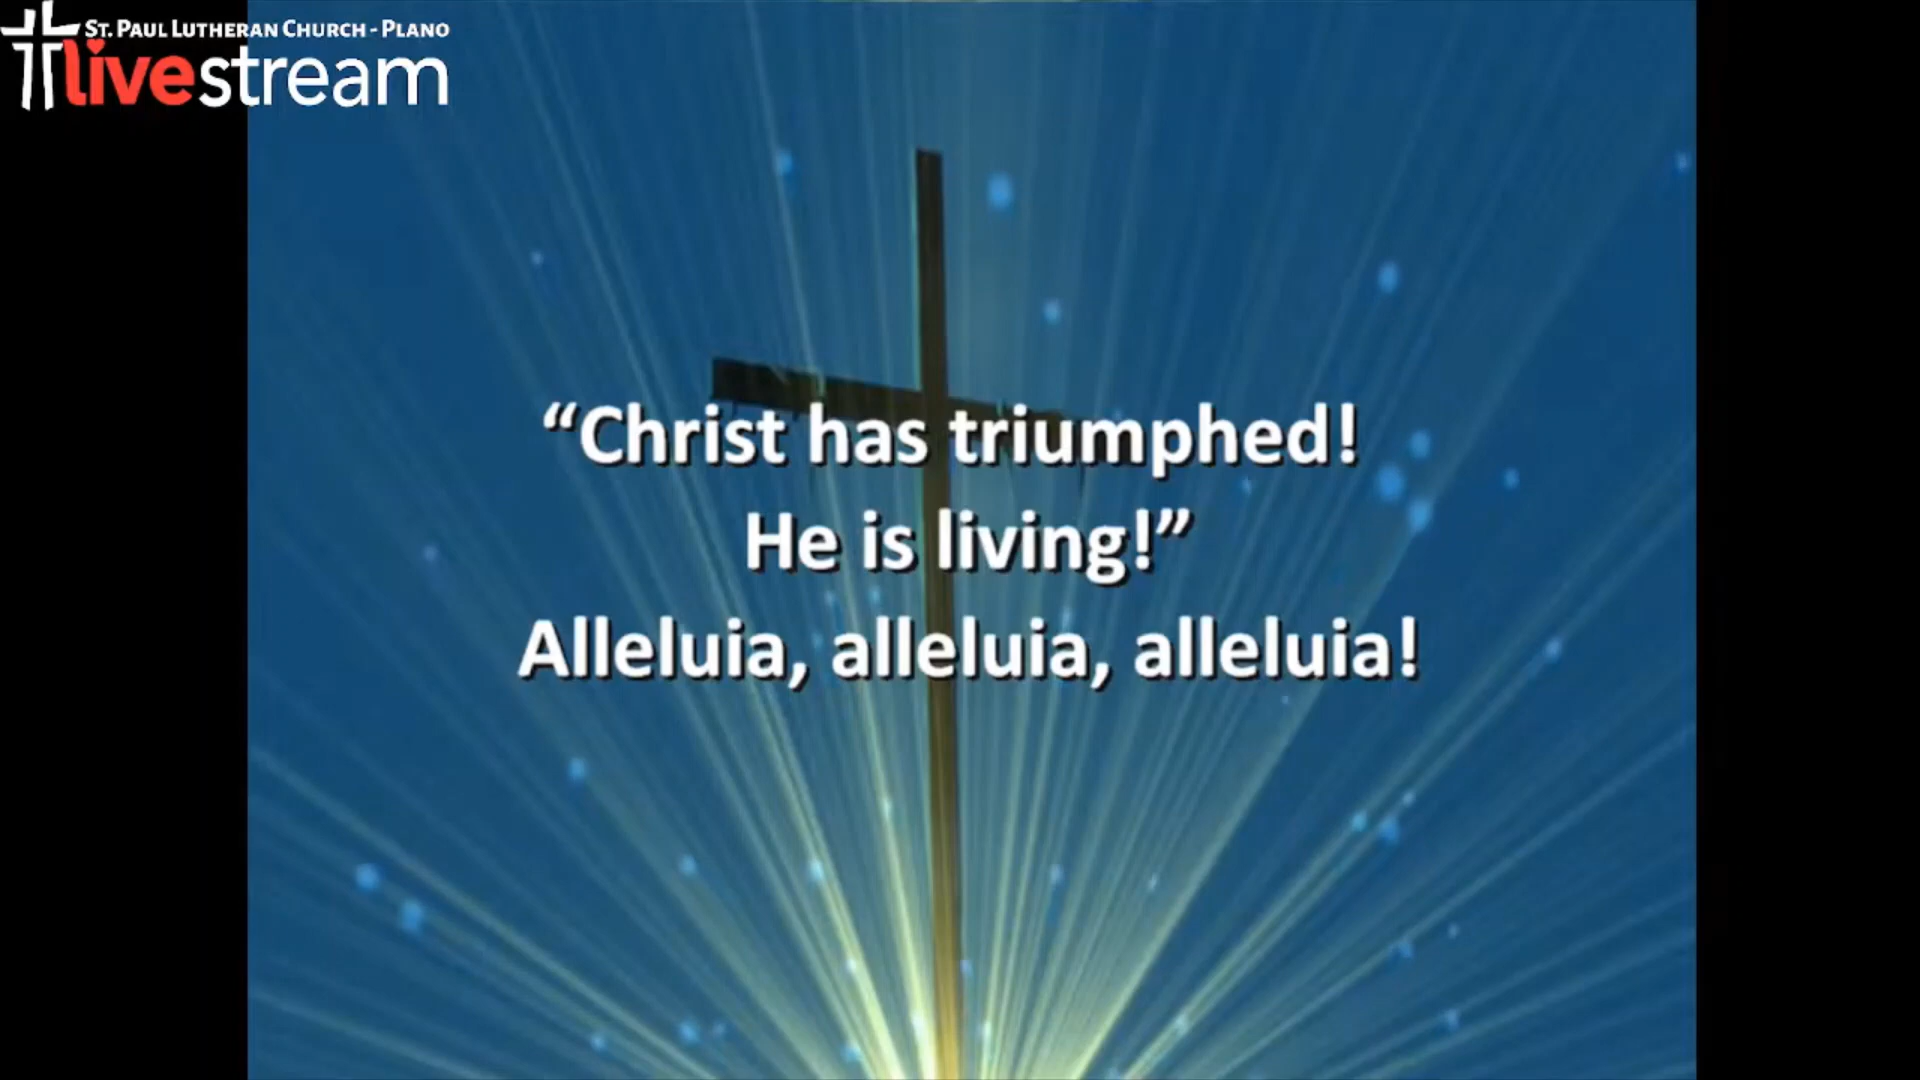 ST. PAUL LUTHERAN CHURCH - PLANO
livestream
“Christ has triumphed!
He is living!”
Alleluia, alleluia, alleluia!